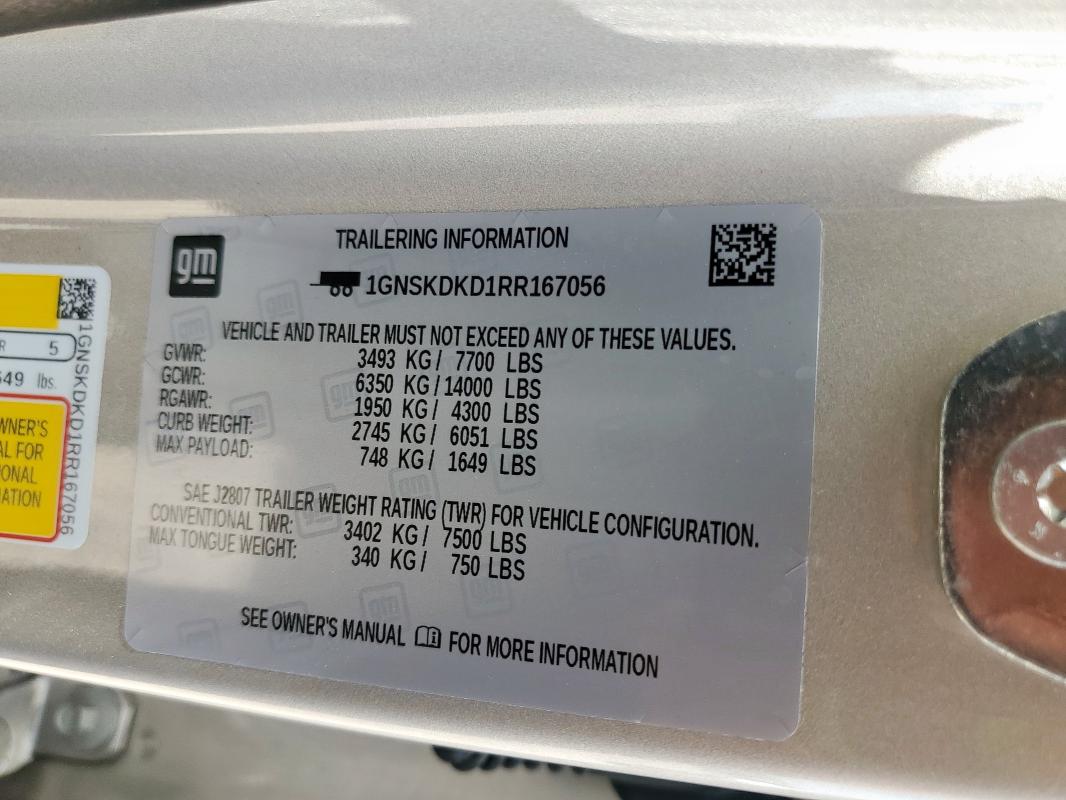 gm
TRAILERING INFORMATION
1GNSKDKD1RR167056
VEHICLE AND TRAILER MUST NOT EXCEED ANY OF THESE VALUES.
GVWR: 3493 KG / 7700 LBS
GCWR: 6350 KG / 14000 LBS
RGAWR: 1950 KG / 4300 LBS
CURB WEIGHT: 2745 KG / 6051 LBS
MAX PAYLOAD: 748 KG / 1649 LBS
SAE J2807 TRAILER WEIGHT RATING (TWR) FOR VEHICLE CONFIGURATION.
CONVENTIONAL TWR: 3402 KG / 7500 LBS
MAX TONGUE WEIGHT: 340 KG / 750 LBS
SEE OWNER'S MANUAL FOR MORE INFORMATION
R 5
649 lbs.
WNER'S
AL FOR
IONAL
MATION
1GNSKDKD1RR167056